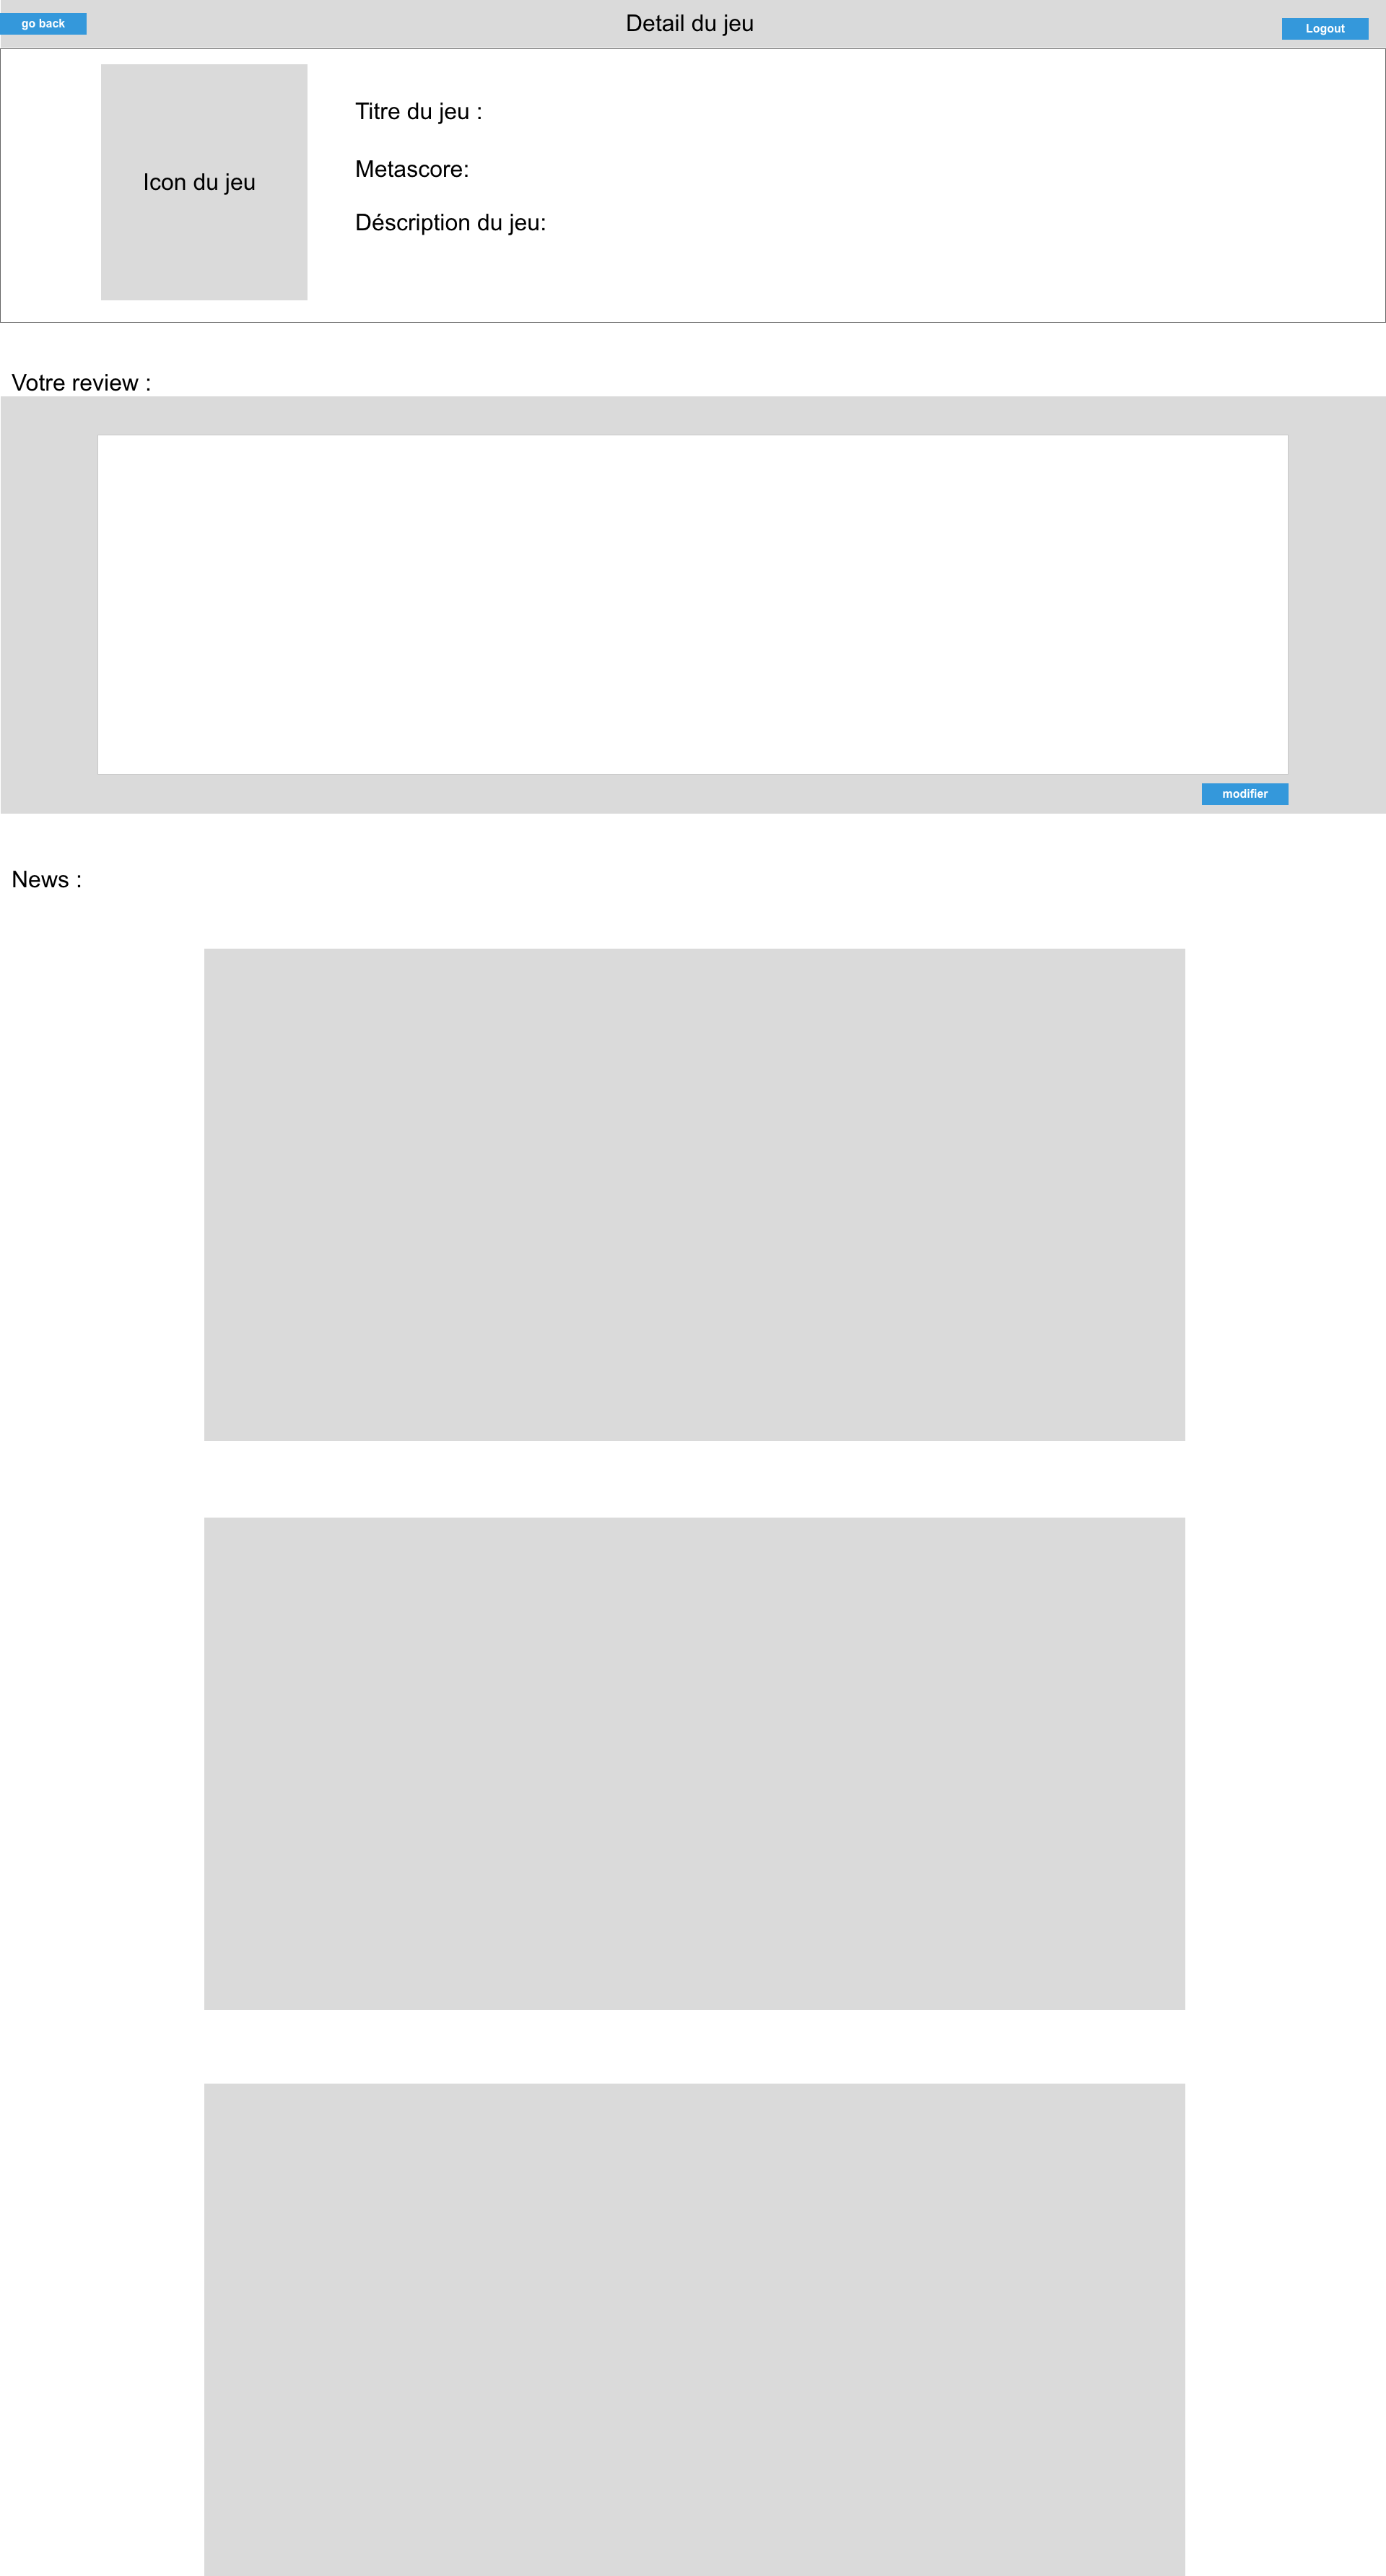 go back
Detail du jeu
Logout
Icon du jeu
Titre du jeu :
Metascore:
Déscription du jeu:
Votre review :
modifier
News :